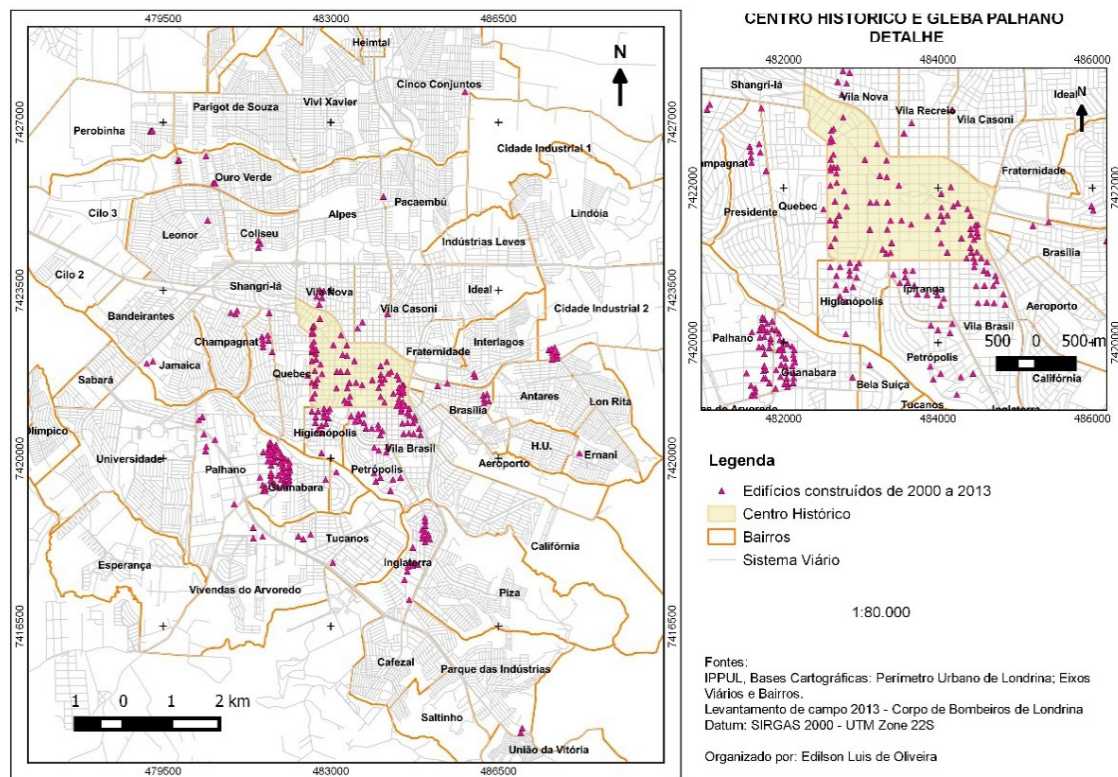 479500
483000
486500
Heimtal
N
Cinco Conjuntos
Vivi Xavier
Parigot de Souza
7427000
7427000
Perobinha
Cidade Industrial 1
Ouro Verde
Pacaembú
Cilo 3
Alpes
Lindóia
Leonor
Coliseu
Indústrias Leves
Cilo 2
Shangri-lá
Ideal
7423500
7423500
Vila Nova
Cidade Industrial 2
Bandeirantes
Vila Casoni
Champagnat
Interlagos
Fraternidade
Jamaica
Quebec
Sabará
Antares
Lon Rita
Brasília
Olímpico
Higienópolis
H.U.
Vila Brasil
Ernani
Universidade
Aeroporto
7420000
7420000
Palhano
Petrópolis
Guanabara
Tucanos
Califórnia
Esperança
Inglaterra
Vivendas do Arvoredo
Piza
7416500
7416500
Cafezal
Parque das Indústrias
1 0 1 2 km
Saltinho
União da Vitória
479500
483000
486500
CENTRO HISTÓRICO E GLEBA PALHANO
DETALHE
482000
484000
486000
Shangri-lá
Vila Nova
Ideal
N
Vila Recreio
Vila Casoni
Fraternidade
7422000
7422000
Quebec
Presidente
Brasília
Ipiranga
Higienópolis
Aeroporto
Vila Brasil
7420000
7420000
Palhano
500 0 500 m
Petrópolis
Guanabara
Califórnia
Bela Suíça
Tucanos
Inglaterra
482000
484000
486000
Legenda
Edifícios construídos de 2000 a 2013
Centro Histórico
Bairros
Sistema Viário
1:80.000
Fontes:
IPPUL, Bases Cartográficas: Perímetro Urbano de Londrina; Eixos
Viários e Bairros.
Levantamento de campo 2013 - Corpo de Bombeiros de Londrina
Datum: SIRGAS 2000 - UTM Zone 22S
Organizado por: Edilson Luis de Oliveira